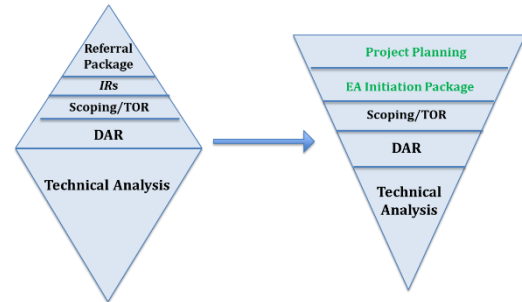 Referral
Package
IRs
Scoping/TOR
DAR
Technical Analysis
Project Planning
EA Initiation Package
Scoping/TOR
DAR
Technical
Analysis